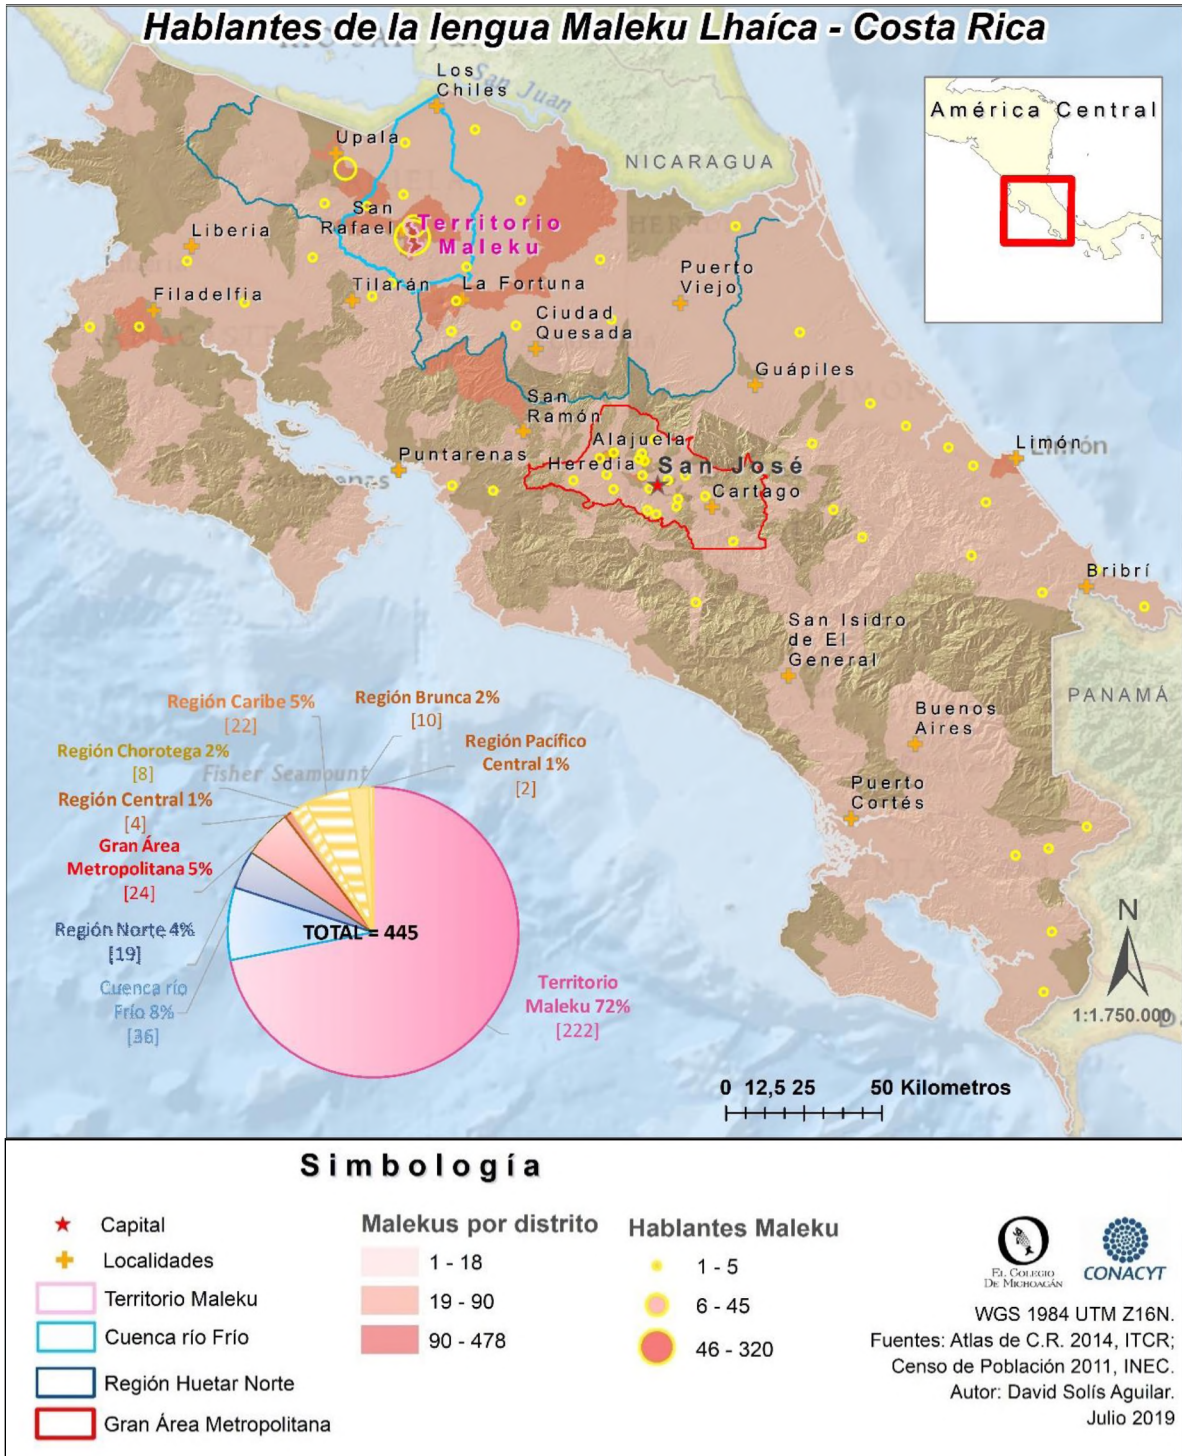 Hablantes de la lengua Maleku Lhaíca - Costa Rica
Los
Chiles
San Juan
América Central
Upala
NICARAGUA
San
Rafael
Territorio
Maleku
Liberia
Puerto
Viejo
Tilarán
La Fortuna
Filadelfia
Ciudad
Quesada
Guápiles
San
Ramón
Alajuela
Limón
Limón
Puntarenas
Heredia
San José
Cartago
Bribrí
San Isidro
de El
General
PANAMÁ
Buenos
Aires
Puerto
Cortés
Región Caribe 5%
[22]
Región Brunca 2%
[10]
Región Chorotega 2%
[8]
Fisher Seamount
Región Pacífico
Central 1%
[2]
Región Central 1%
[4]
Gran Área
Metropolitana 5%
[24]
Región Norte 4%
[19]
Cuenca río
Frío 8%
[36]
TOTAL = 445
Territorio
Maleku 72%
[222]
N
1:1.750.000
0 12,5 25 50 Kilometros
Simbología
Capital
Localidades
Territorio Maleku
Cuenca río Frío
Región Huetar Norte
Gran Área Metropolitana
Malekus por distrito
1 - 18
19 - 90
90 - 478
Hablantes Maleku
1 - 5
6 - 45
46 - 320
EL COLEGIO
DE MICHOACÁN
CONACYT
WGS 1984 UTM Z16N.
Fuentes: Atlas de C.R. 2014, ITCR;
Censo de Población 2011, INEC.
Autor: David Solís Aguilar.
Julio 2019